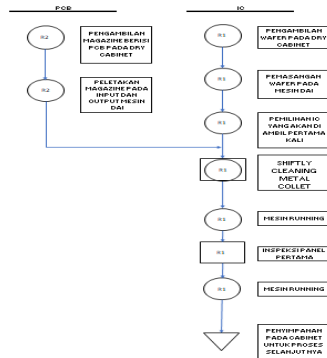 PCB
IC
R2
PENGAMBILAN
MAGAZINE BERISI
PCB PADA DRY
CABINET
R2
PELETAKAN
MAGAZINE PADA
INPUT DAN
OUTPUT MESIN
DAI
R1
PENGAMBILAN
WAFER PADA DRY
CABINET
R1
PEMASANGAN
WAFER PADA
MESIN DAI
R1
PEMILIHAN IC
YANG AKAN DI
AMBIL PERTAMA
KALI
R1
SHIFTLY
CLEANING
METAL
COLLET
R1
MESIN RUNNING
R1
INSPEKSI PANEL
PERTAMA
R1
MESIN RUNNING
PENYIMPANAN
PADA CABINET
UNTUK PROSES
SELANJUTNYA